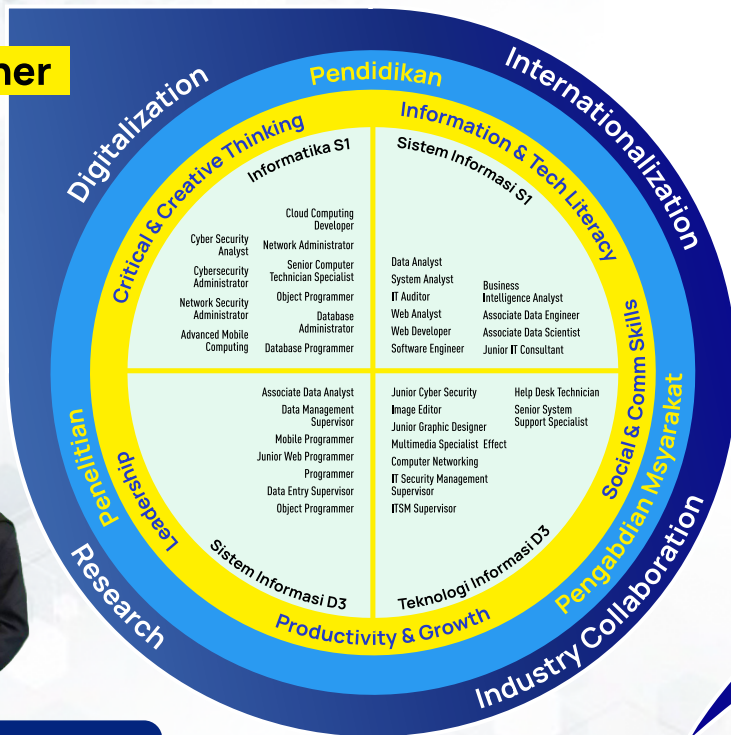 ner
Digitalization
Internationalization
Research
Industry Collaboration
Pendidikan
Penelitian
Pengabdian Msyarakat
Critical & Creative Thinking
Information & Tech Literacy
Social & Comm Skills
Leadership
Productivity & Growth
Informatika S1
Cyber Security
Analyst
Cybersecurity
Administrator
Network Security
Administrator
Advanced Mobile
Computing
Cloud Computing
Developer
Network Administrator
Senior Computer
Technician Specialist
Object Programmer
Database
Administrator
Database Programmer
Sistem Informasi S1
Data Analyst
System Analyst
IT Auditor
Web Analyst
Web Developer
Software Engineer
Business
Intelligence Analyst
Associate Data Engineer
Associate Data Scientist
Junior IT Consultant
Associate Data Analyst
Data Management
Supervisor
Mobile Programmer
Junior Web Programmer
Programmer
Data Entry Supervisor
Object Programmer
Sistem Informasi D3
Junior Cyber Security
Image Editor
Junior Graphic Designer
Multimedia Specialist Effect
Computer Networking
IT Security Management
Supervisor
ITSM Supervisor
Help Desk Technician
Senior System
Support Specialist
Teknologi Informasi D3